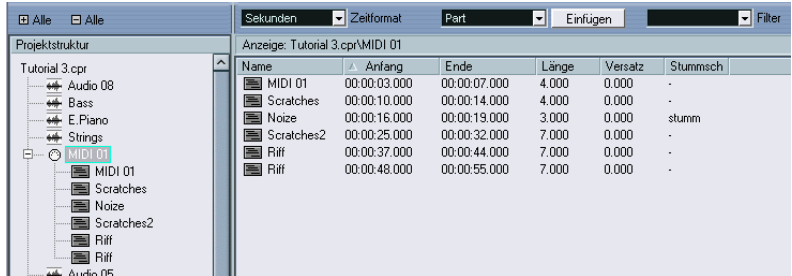 Alle Alle Sekunden Zeitformat Part Einfügen Filter
Projektstruktur
Anzeige: Tutorial 3.cpr\MIDI 01
Tutorial 3.cpr
Audio 08
Bass
E.Piano
Strings
MIDI 01
MIDI 01
Scratches
Noize
Scratches2
Riff
Riff
Audio 05
Name Anfang Ende Länge Versatz Stummsch
MIDI 01 00:00:03.000 00:00:07.000 4.000 0.000 -
Scratches 00:00:10.000 00:00:14.000 4.000 0.000 -
Noize 00:00:16.000 00:00:19.000 3.000 0.000 stumm
Scratches2 00:00:25.000 00:00:32.000 7.000 0.000 -
Riff 00:00:37.000 00:00:44.000 7.000 0.000 -
Riff 00:00:48.000 00:00:55.000 7.000 0.000 -